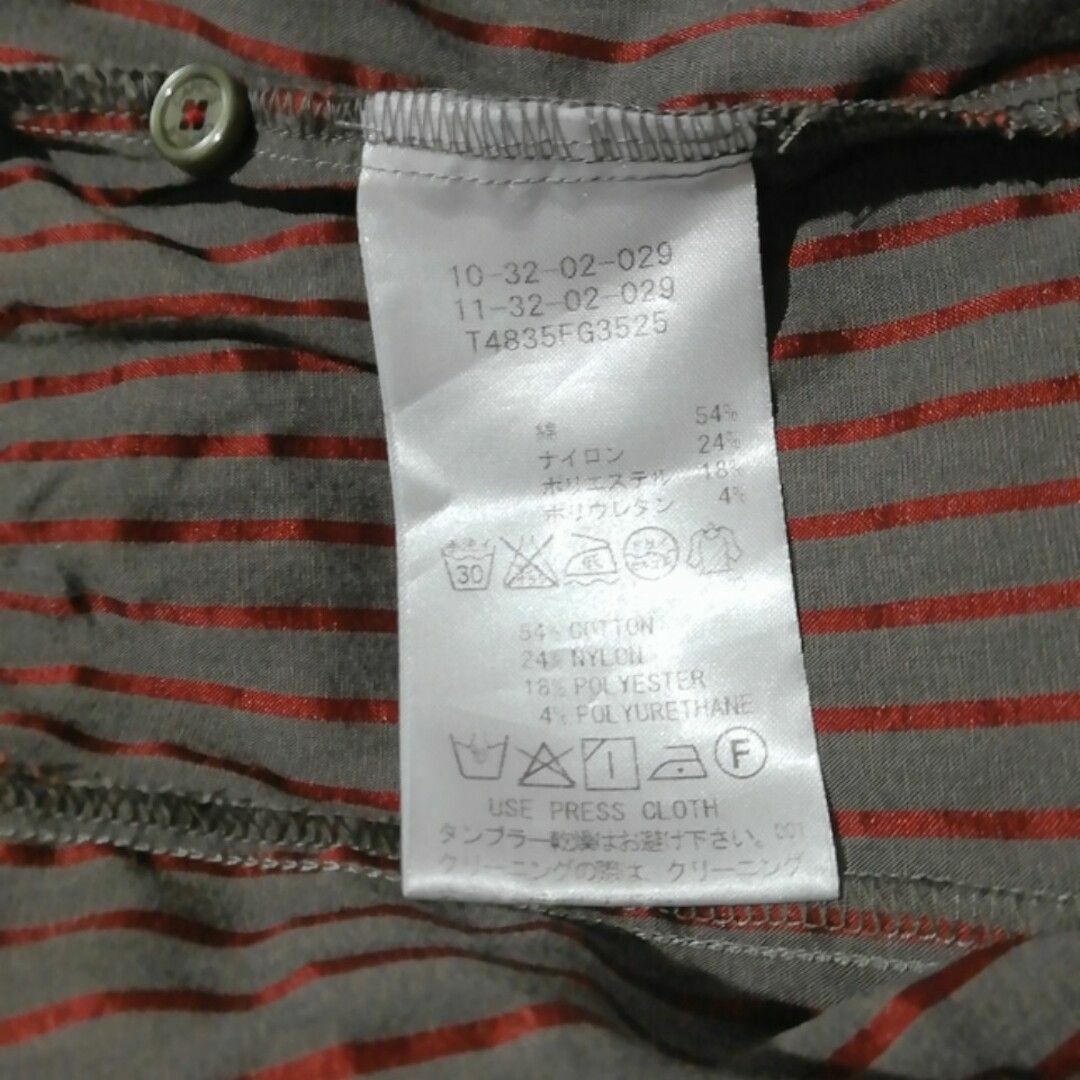 10-32-02-029
11-32-02-029
T4835FG3525
綿 54%
ナイロン 24%
ポリエステル 18%
ポリウレタン 4%
30
54% COTTON
24% NYLON
18% POLYESTER
4% POLYURETHANE
F
USE PRESS CLOTH
タンブラー乾燥はお避け下さい。
クリーニングの際は クリーニング